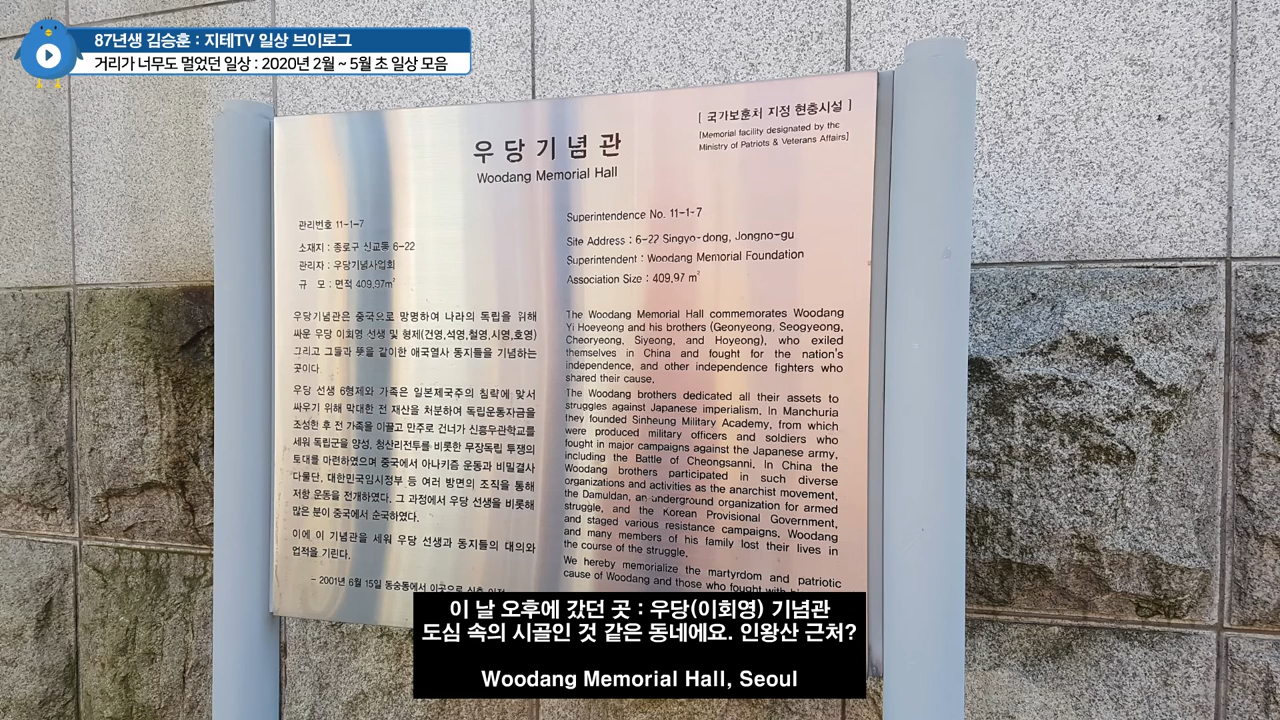 87년생 김승훈 : 지테TV 일상 브이로그
거리가 너무도 멀었던 일상 : 2020년 2월 ~ 5월 초 일상 모음
[ 국가보훈처 지정 현충시설 ]
[Memorial facility designated by the
Ministry of Patriots & Veterans Affairs]
우당기념관
Woodang Memorial Hall
관리번호 11-1-7
소재지 : 종로구 신교동 6-22
관리자 : 우당기념사업회
규 모 : 면적 409.97m²
우당기념관은 중국으로 망명하여 나라의 독립을 위해
싸운 우당 이회영 선생 및 형제(건영,석영,철영,시영,호영)
그리고 그들과 뜻을 같이한 애국열사 동지들을 기념하는
곳이다.
우당 선생 6형제와 가족은 일본제국주의 침략에 맞서
싸우기 위해 막대한 전 재산을 처분하여 독립운동자금을
조성한 후 전 가족을 이끌고 만주로 건너가 신흥무관학교를
세워 독립군을 양성, 청산리전투를 비롯한 무장독립 투쟁의
토대를 마련하였으며 중국에서 아나키즘 운동과 비밀결사
다물단, 대한민국임시정부 등 여러 방면의 조직을 통해
저항 운동을 전개하였다. 그 과정에서 우당 선생을 비롯해
많은 분이 중국에서 순국하였다.
이에 이 기념관을 세워 우당 선생과 동지들의 대의와
업적을 기린다.
- 2001년 6월 15일 동숭동에서 이곳으로 신축 이전
Superintendence No. 11-1-7
Site Address : 6-22 Singyo-dong, Jongno-gu
Superintendent : Woodang Memorial Foundation
Association Size : 409.97 m²
The Woodang Memorial Hall commemorates Woodang
Yi Hoeyeong and his brothers (Geonyeong, Seogyeong,
Cheoryeong, Siyeong, and Hoyeong), who exiled
themselves in China and fought for the nation's
independence, and other independence fighters who
shared their cause.
The Woodang brothers dedicated all their assets to
struggles against Japanese imperialism. In Manchuria
they founded Sinheung Military Academy, from which
were produced military officers and soldiers who
fought in major campaigns against the Japanese army,
including the Battle of Cheongsanni. In China the
Woodang brothers participated in such diverse
organizations and activities as the anarchist movement,
the Damuldan, an underground organization for armed
struggle, and the Korean Provisional Government,
and staged various resistance campaigns. Woodang
and many members of his family lost their lives in
the course of the struggle.
We hereby memorialize the martyrdom and patriotic
cause of Woodang and those who fought with
이 날 오후에 갔던 곳 : 우당(이회영) 기념관
도심 속의 시골인 것 같은 동네에요. 인왕산 근처?
Woodang Memorial Hall, Seoul